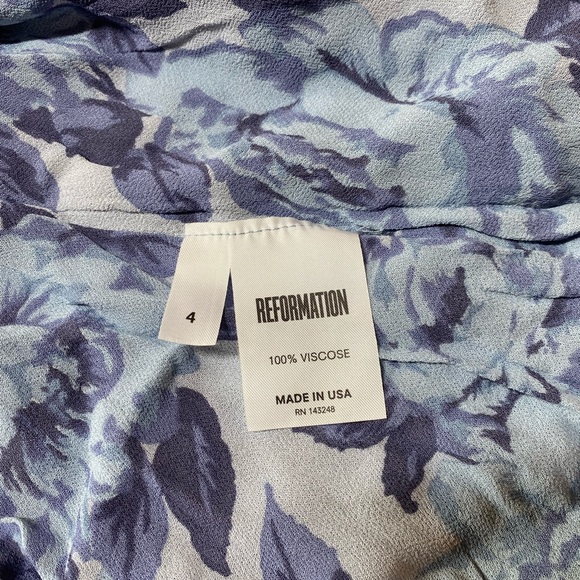 4
REFORMATION
100% VISCOSE
MADE IN USA
RN 143248